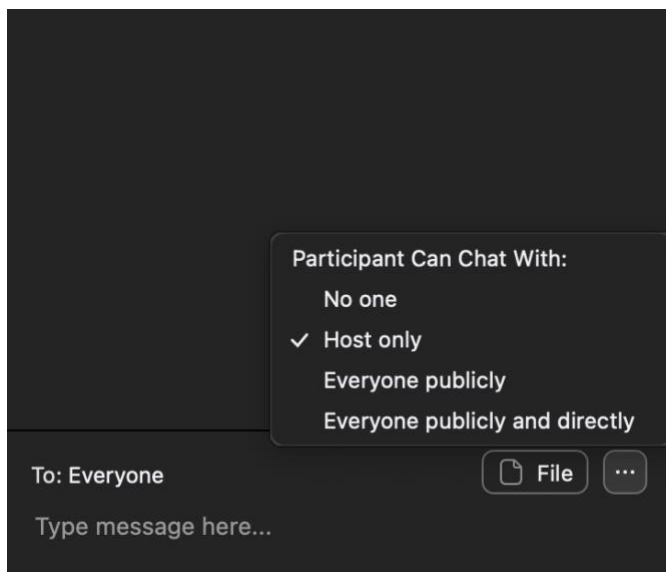 Participant Can Chat With:
No one
Host only
Everyone publicly
Everyone publicly and directly
To: Everyone
File
Type message here...